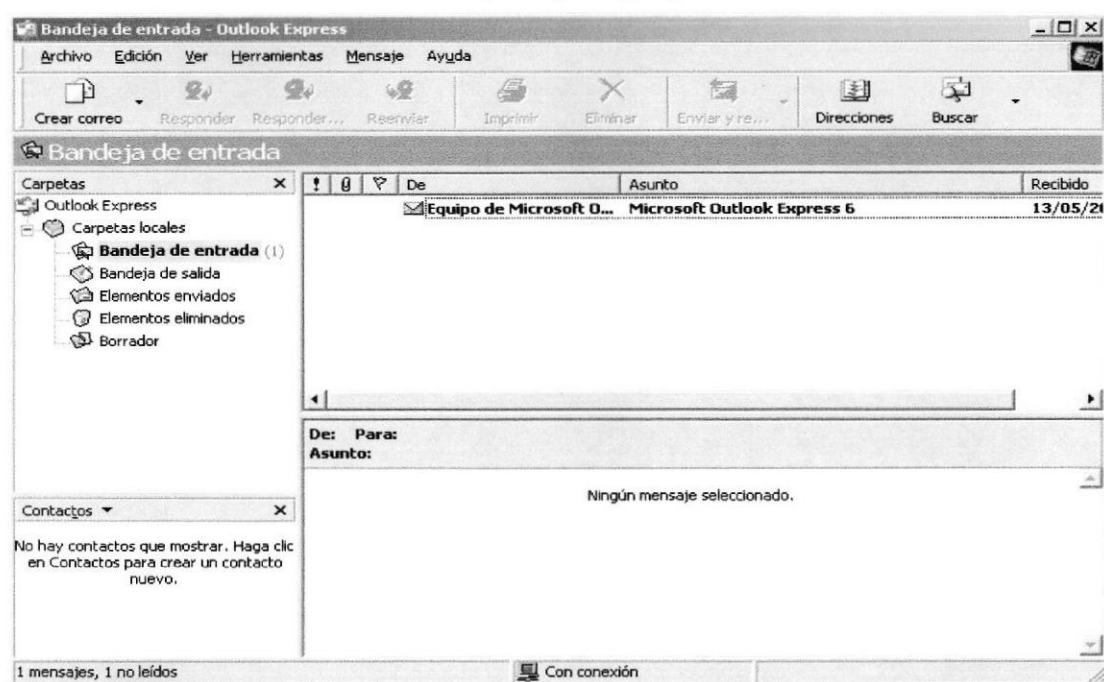 Bandeja de entrada - Outlook Express
Archivo Edición Ver Herramientas Mensaje Ayuda
Crear correo Responder Responder... Reenviar Imprimir Eliminar Enviar y re... Direcciones Buscar
Bandeja de entrada
Carpetas
! De Asunto Recibido
Outlook Express
Equipo de Microsoft O... Microsoft Outlook Express 6 13/05/20
Carpetas locales
Bandeja de entrada (1)
Bandeja de salida
Elementos enviados
Elementos eliminados
Borrador
De: Para:
Asunto:
Ningún mensaje seleccionado.
Contactos
No hay contactos que mostrar. Haga clic
en Contactos para crear un contacto
nuevo.
1 mensajes, 1 no leídos
Con conexión